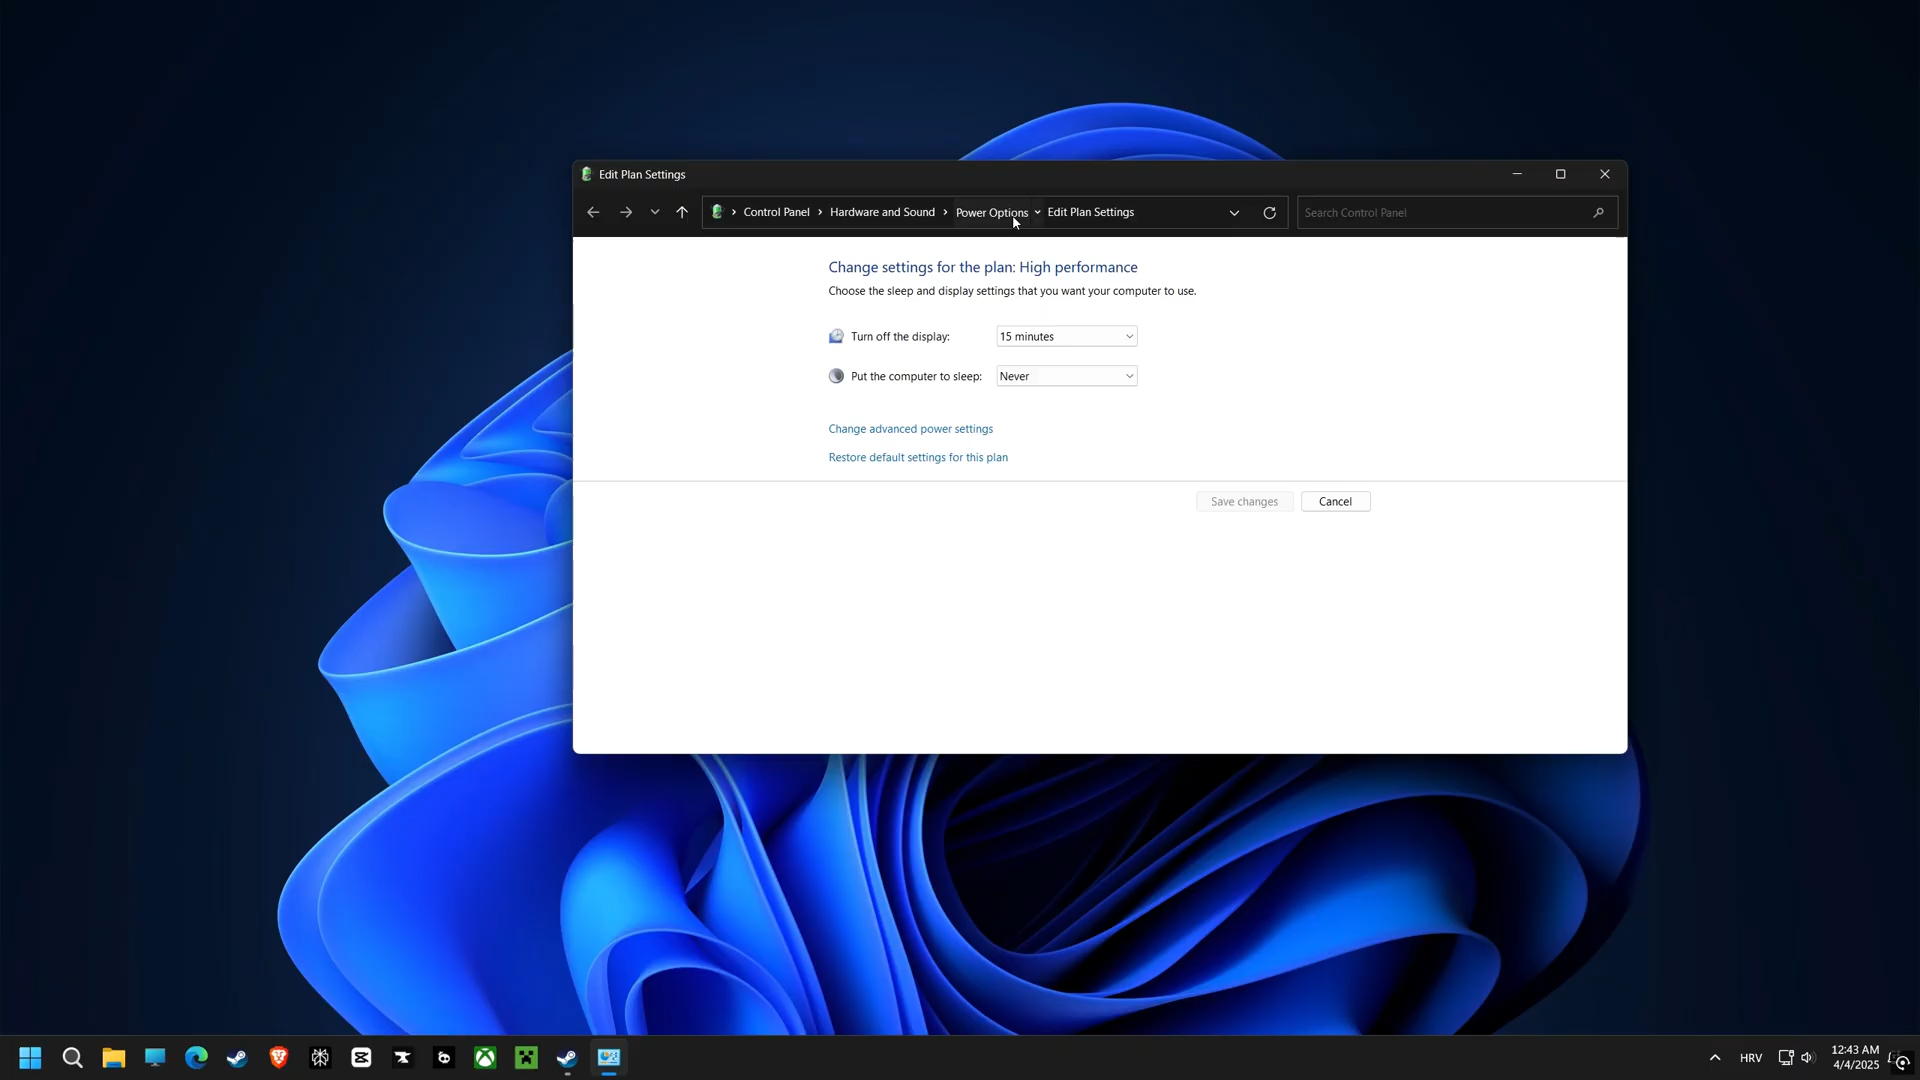 Edit Plan Settings
Control Panel > Hardware and Sound > Power Options Edit Plan Settings
Search Control Panel
Change settings for the plan: High performance
Choose the sleep and display settings that you want your computer to use.
Turn off the display: 15 minutes
Put the computer to sleep: Never
Change advanced power settings
Restore default settings for this plan
Save changes Cancel
HRV
12:43 AM
4/4/2025